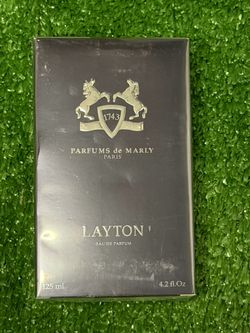 1743
PARFUMS de MARLY
PARIS
LAYTON
EAU DE PARFUM
125 ml 4.2 fl.Oz